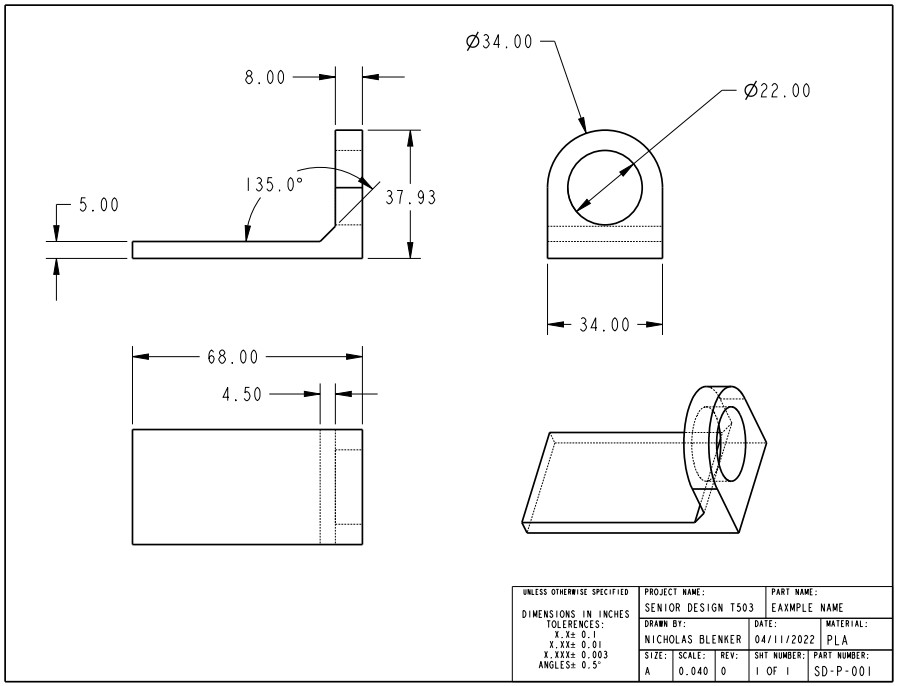 Ø34.00
8.00
Ø22.00
135.0°
37.93
5.00
34.00
68.00
4.50
UNLESS OTHERWISE SPECIFIED
DIMENSIONS IN INCHES
TOLERENCES:
X.X± 0.1
X.XX± 0.01
X.XXX± 0.003
ANGLES± 0.5°
PROJECT NAME: PART NAME:
SENIOR DESIGN T503 EAXMPLE NAME
DRAWN BY: DATE: MATERIAL:
NICHOLAS BLENKER 04/11/2022 PLA
SIZE: SCALE: REV: SHT NUMBER: PART NUMBER:
A 0.040 0 1 OF 1 SD-P-001